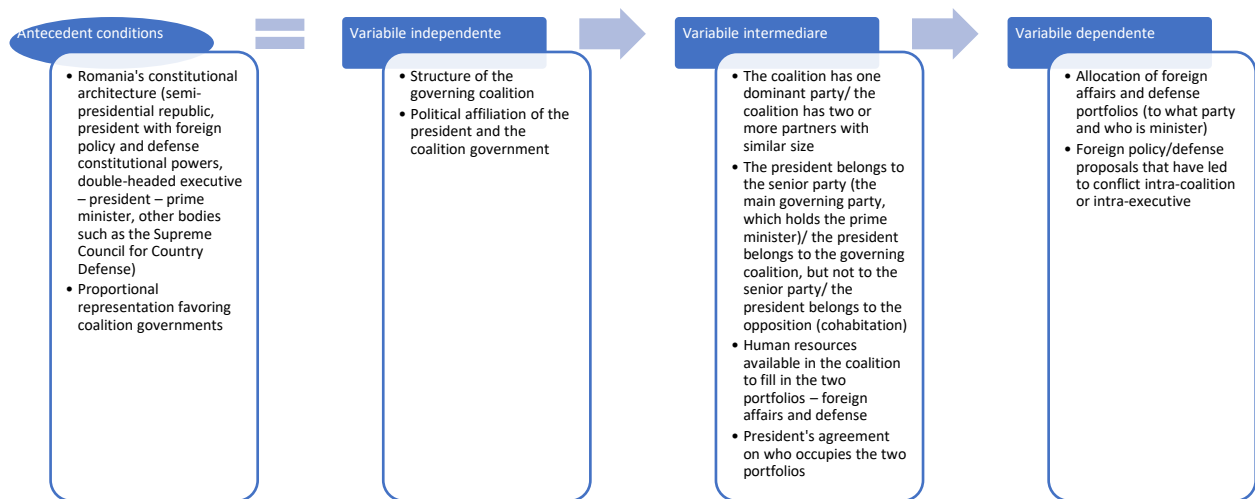 Antecedent conditions
• Romania's constitutional
architecture (semi-
presidential republic,
president with foreign
policy and defense
constitutional powers,
double-headed executive
– president – prime
minister, other bodies
such as the Supreme
Council for Country
Defense)
• Proportional
representation favoring
coalition governments
Variabile independente
• Structure of the
governing coalition
• Political affiliation of the
president and the
coalition government
Variabile intermediare
• The coalition has one
dominant party/ the
coalition has two or
more partners with
similar size
• The president belongs to
the senior party (the
main governing party,
which holds the prime
minister)/ the president
belongs to the governing
coalition, but not to the
senior party/ the
president belongs to the
opposition (cohabitation)
• Human resources
available in the coalition
to fill in the two
portfolios – foreign
affairs and defense
• President's agreement
on who occupies the two
portfolios
Variabile dependente
• Allocation of foreign
affairs and defense
portfolios (to what party
and who is minister)
• Foreign policy/defense
proposals that have led
to conflict intra-coalition
or intra-executive